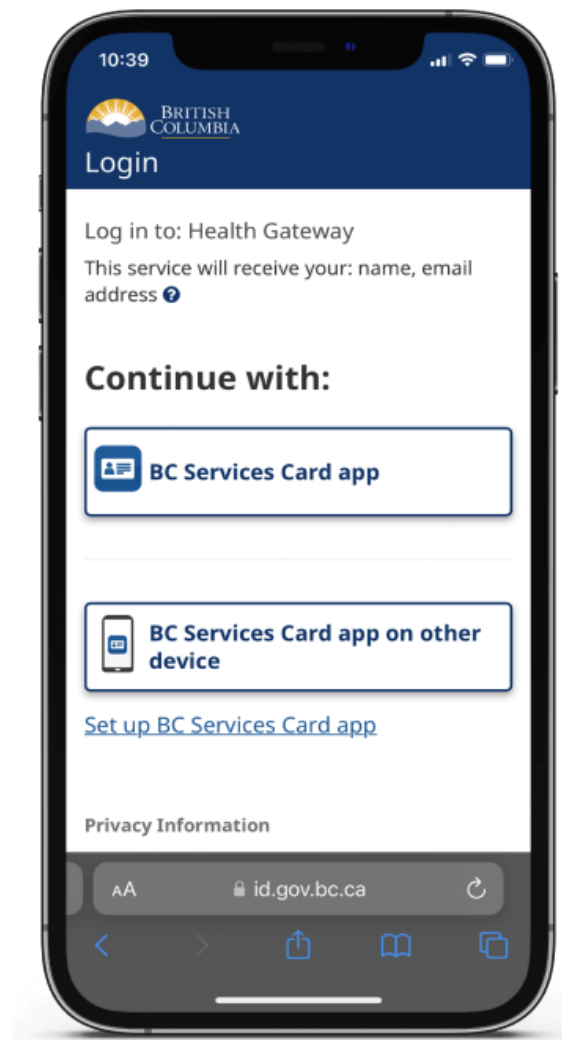 10:39
BRITISH
COLUMBIA
Login
Log in to: Health Gateway
This service will receive your: name, email
address ?
Continue with:
BC Services Card app
BC Services Card app on other
device
Set up BC Services Card app
Privacy Information
AA id.gov.bc.ca